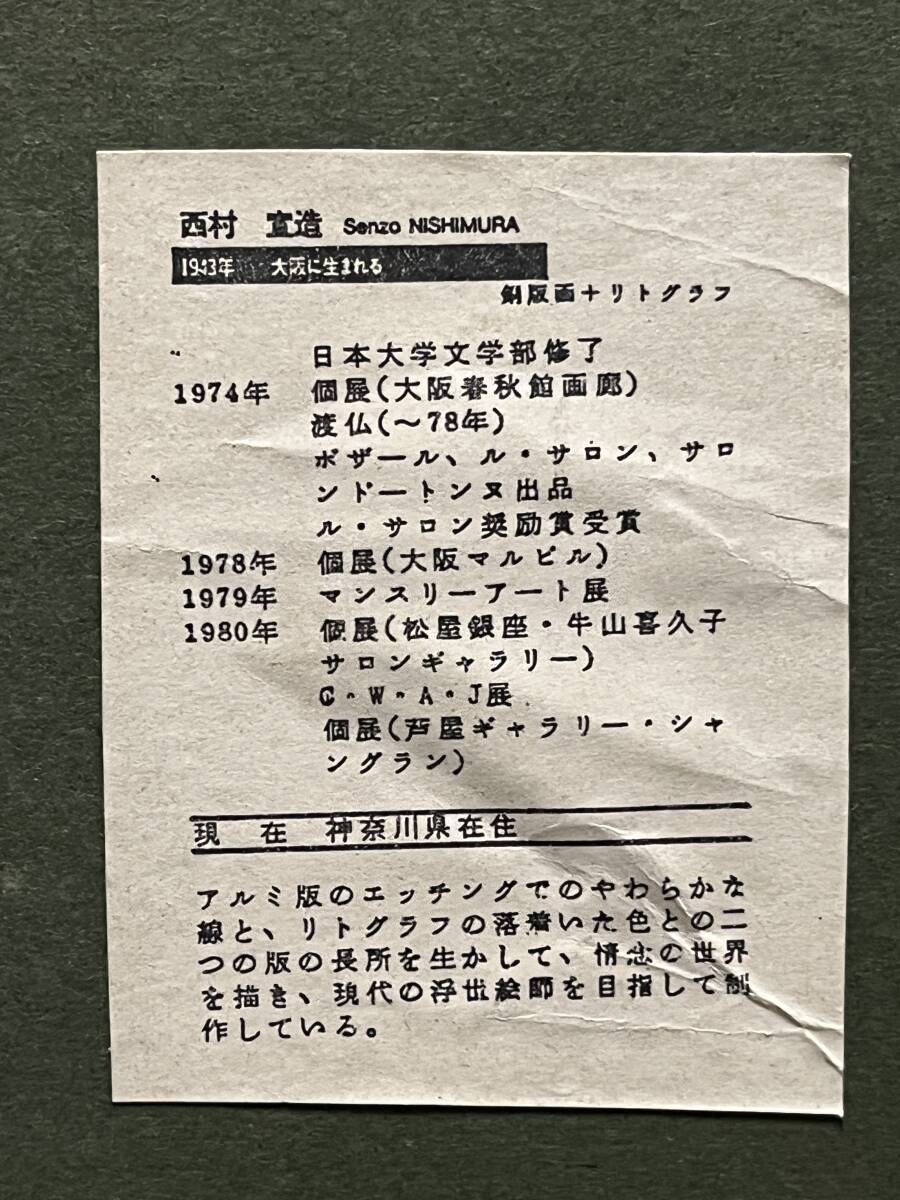 西村 宣造 Senzo NISHIMURA
1943年 大阪に生まれる
銅版画+リトグラフ
日本大学文学部修了
1974年 個展(大阪春秋館画廊)
渡仏(~78年)
ボザール、ル・サロン、サロ
ンドートンヌ出品
ル・サロン奨励賞受賞
1978年 個展(大阪マルビル)
1979年 マンスリーアート展
1980年 個展(松屋銀座・牛山喜久子
サロンギャラリー)
C・W・A・J展
個展(芦屋ギャラリー・シャ
ングラン)
現 在 神奈川県在住
アルミ版のエッチングでのやわらかな
線と、リトグラフの落着いた色との二
つの版の長所を生かして、情念の世界
を描き、現代の浮世絵師を目指して制
作している。